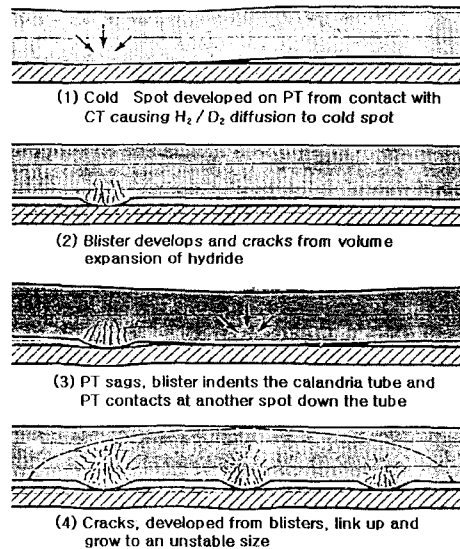 (1) Cold Spot developed on PT from contact with
CT causing H₂ / D₂ diffusion to cold spot
(2) Blister develops and cracks from volume
expansion of hydride
(3) PT sags, blister indents the calandria tube and
PT contacts at another spot down the tube
(4) Cracks, developed from blisters, link up and
grow to an unstable size